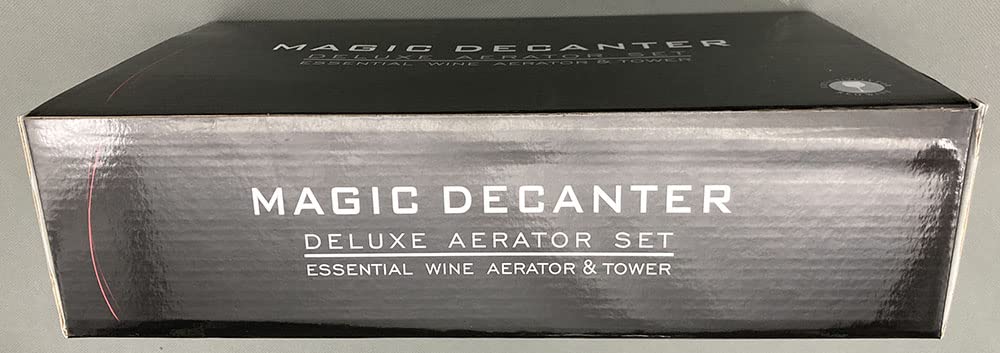 MAGIC DECANTER
DELUXE AERATOR SET
ESSENTIAL WINE AERATOR & TOWER
MAGIC DECANTER
DELUXE AERATOR SET
ESSENTIAL WINE AERATOR & TOWER